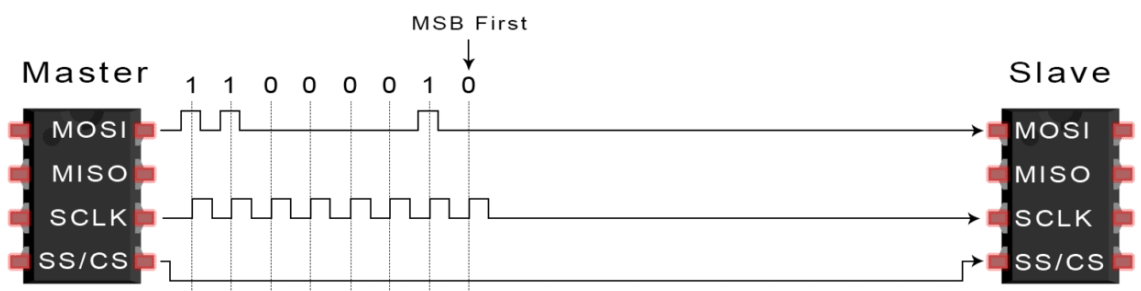 MSB First
Master
1 1 0 0 0 0 1 0
Slave
MOSI
MISO
SCLK
SS/CS
MOSI
MISO
SCLK
SS/CS